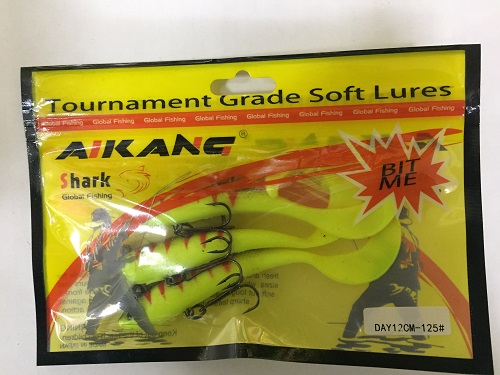 Tournament Grade Soft Lures
Global Fishing Global Fishing Global Fishing Global Fishing Global Fishing Global Fishing Global Fishing
AIKANG®
Shark
Global Fishing
BIT
ME
DAY12CM-125#